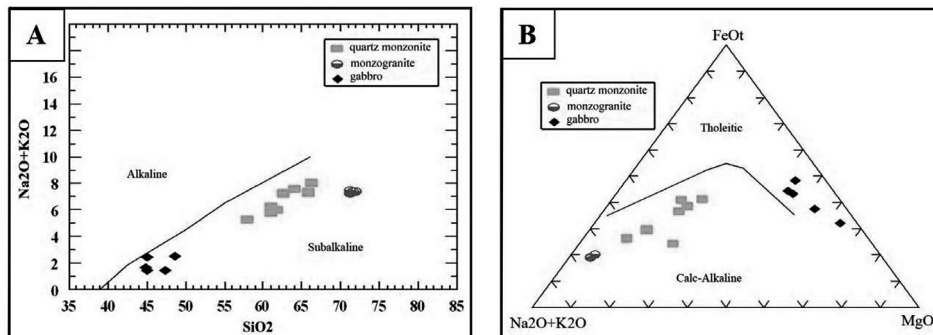 A
quartz monzonite
monzogranite
gabbro
Na2O+K2O
16
14
12
10
8
6
4
2
0
Alkaline
Subalkaline
35 40 45 50 55 60 65 70 75 80 85
SiO2
B
FeOt
quartz monzonite
monzogranite
gabbro
Tholeitic
Calc-Alkaline
Na2O+K2O
MgO